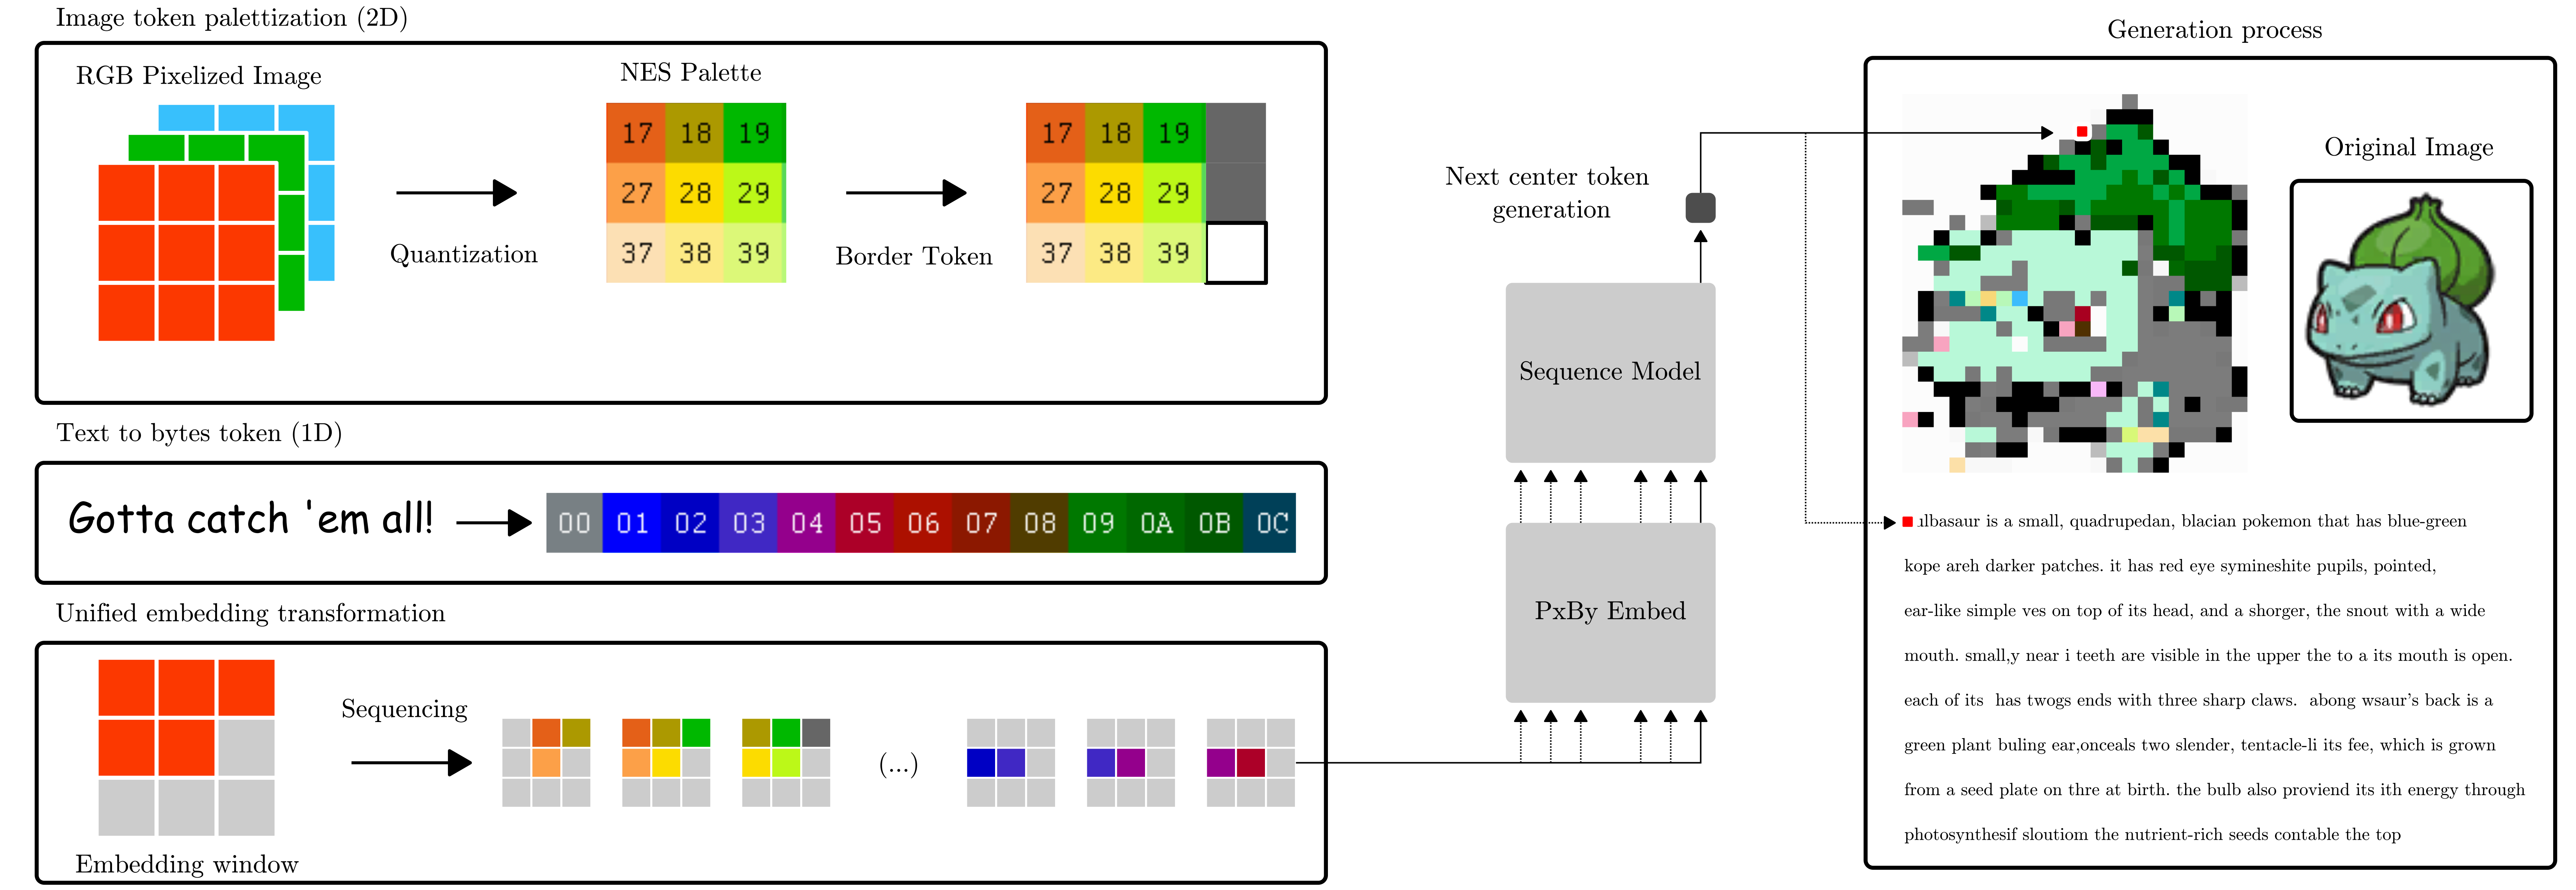 Image token palettization (2D)
RGB Pixelized Image
NES Palette
17 18 19
27 28 29
37 38 39
17 18 19
27 28 29
37 38 39
Quantization
Border Token
Text to bytes token (1D)
Gotta catch 'em all!
00 01 02 03 04 05 06 07 08 09 0A 0B 0C
Unified embedding transformation
Sequencing
(...)
Embedding window
Next center token
generation
Sequence Model
PxBy Embed
Generation process
Original Image
ulbasaur is a small, quadrupedan, blacian pokemon that has blue-green
kope areh darker patches. it has red eye symineshite pupils, pointed,
ear-like simple ves on top of its head, and a shorger, the snout with a wide
mouth. small,y near i teeth are visible in the upper the to a its mouth is open.
each of its has twogs ends with three sharp claws. abong wsaur's back is a
green plant buling ear,onceals two slender, tentacle-li its fee, which is grown
from a seed plate on thre at birth. the bulb also proviend its ith energy through
photosynthesif sloutiom the nutrient-rich seeds contable the top